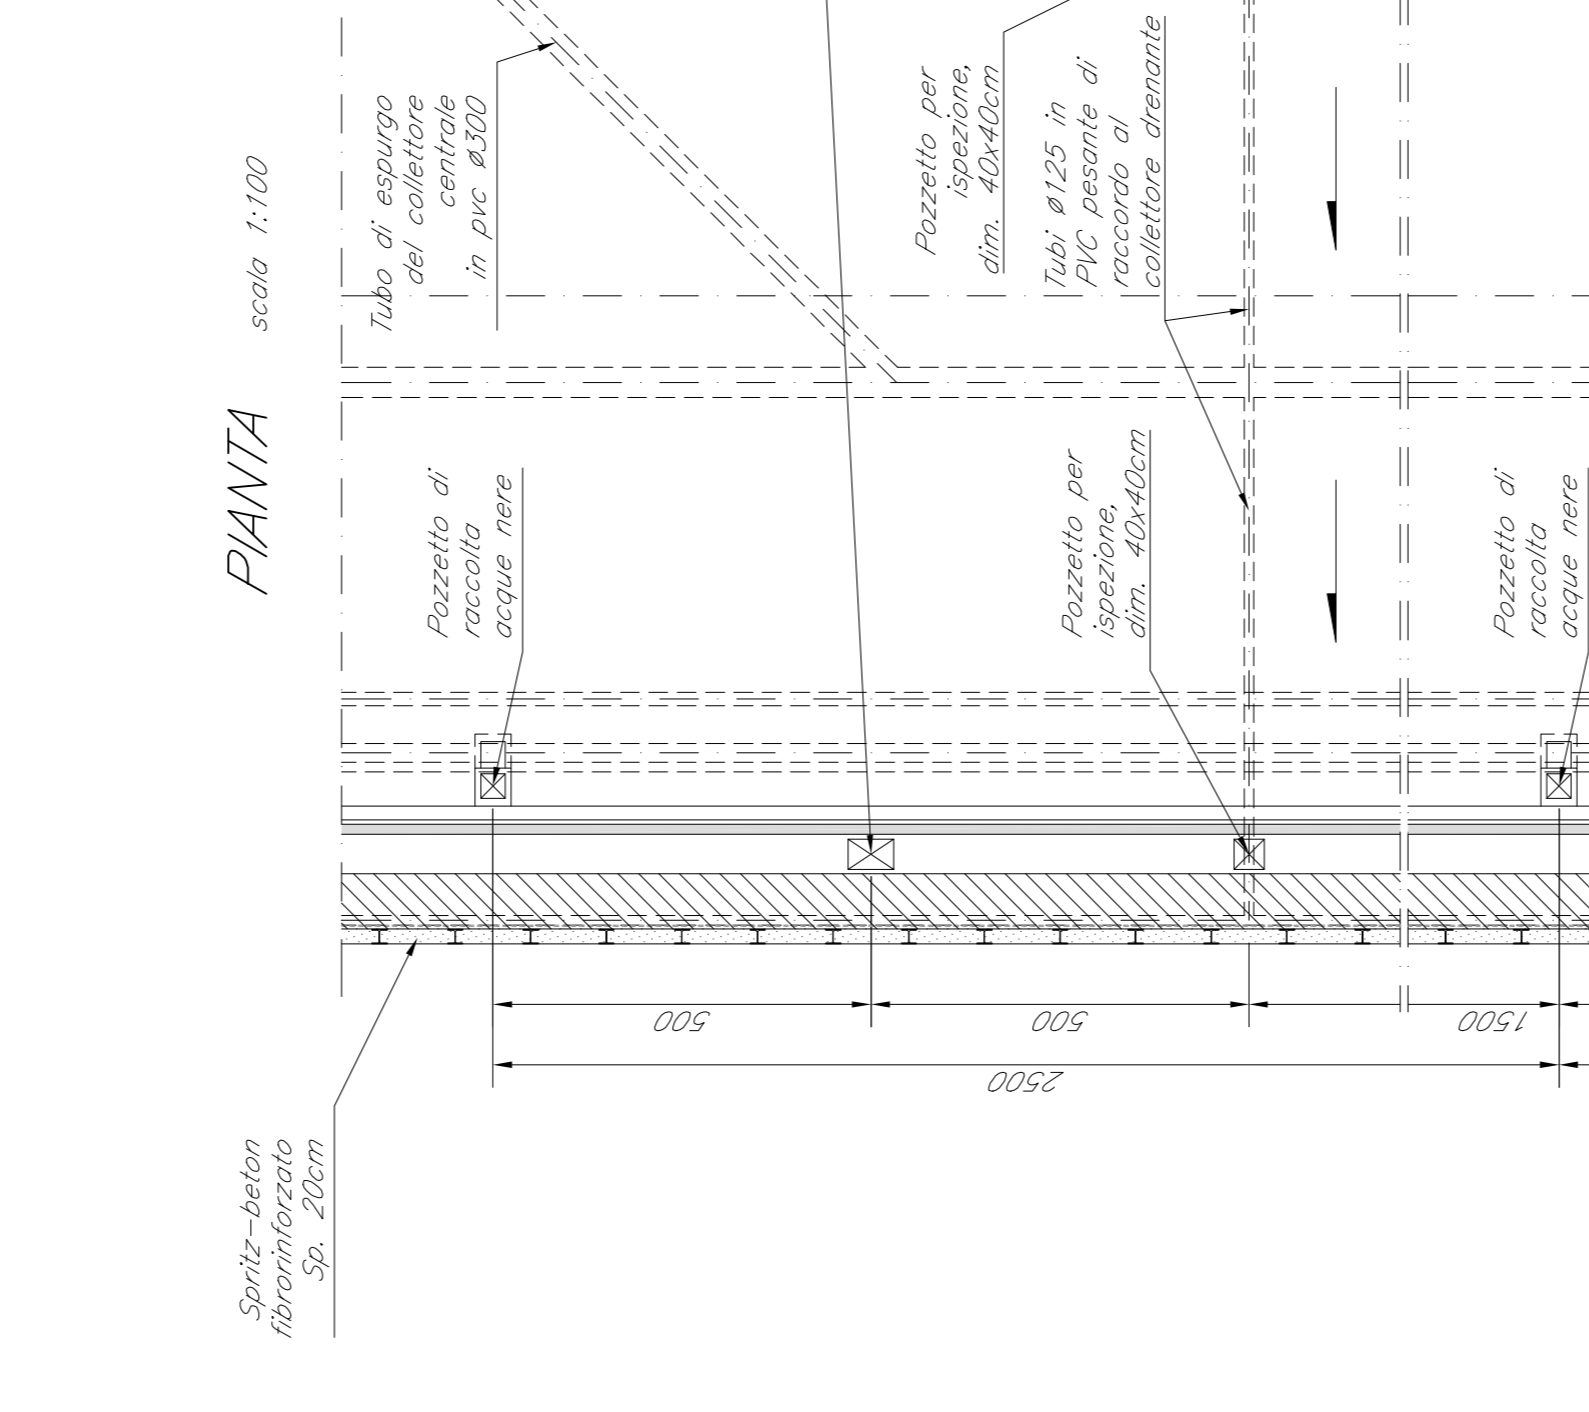 PIANTA scala 1:100
Tubo di espurgo
del collettore
centrale
in pvc ø300
Pozzetto per
ispezione,
dim. 40x40cm
Tubi ø125 in
PVC pesante di
raccordo al
collettore drenante
Pozzetto di
raccolta
acque nere
Pozzetto per
ispezione,
dim. 40x40cm
Pozzetto di
raccolta
acque nere
500
500
1500
2500
Spritz-beton
fibrorinforzato
Sp. 20cm